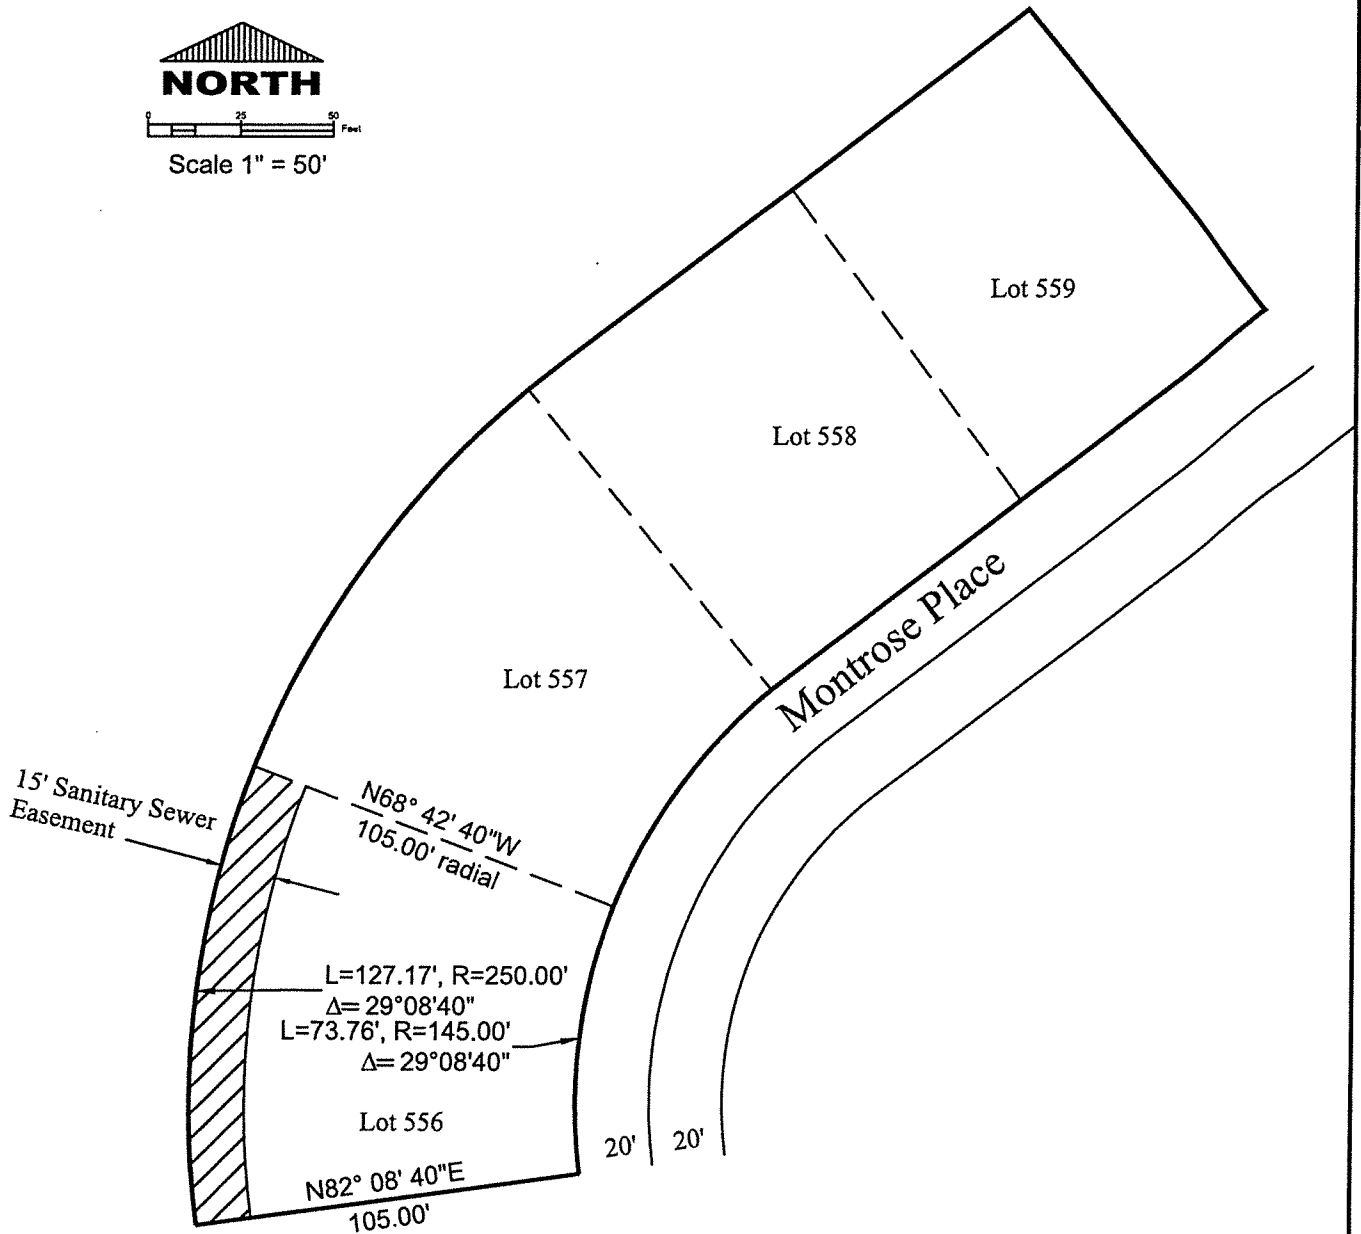 NORTH
0 25 50 Feet
Scale 1" = 50'
Lot 559
Lot 558
Montrose Place
Lot 557
15' Sanitary Sewer
Easement
N68° 42' 40"W
105.00' radial
L=127.17', R=250.00'
Δ= 29°08'40"
L=73.76', R=145.00'
Δ= 29°08'40"
Lot 556
20' 20'
N82° 08' 40"E
105.00'